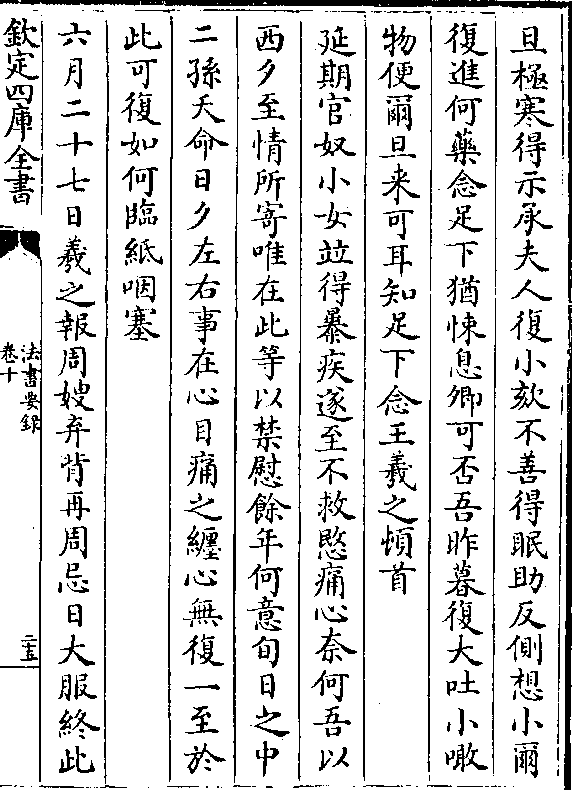 旦極寒得示承夫人復小欬不善得眠助反側想小爾
復進何藥念足下猶悚息卿可否吾昨暮復大吐小噉
物便爾旦来可耳知足下念王羲之頓首
延期官奴小女竝得暴疾遂至不救愍痛心奈何吾以
西夕至情所寄唯在此等以禁慰餘年何意旬日之中
二孫夭命旦夕左右事在心目痛之纒心無復一至於
此可復如何臨紙咽塞
六月二十七日羲之報周嫂弃背再周忌日大服終此
欽定四庫全書
法書要録
卷十
二五